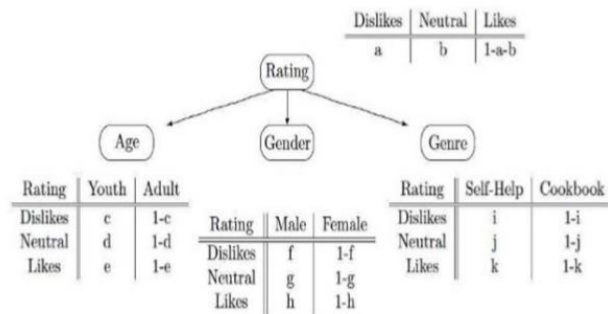 Dislikes Neutral Likes
a b 1-a-b
Rating
Age Gender Genre
Rating Youth Adult
Dislikes c 1-c
Neutral d 1-d
Likes e 1-e
Rating Male Female
Dislikes f 1-f
Neutral g 1-g
Likes h 1-h
Rating Self-Help Cookbook
Dislikes i 1-i
Neutral j 1-j
Likes k 1-k